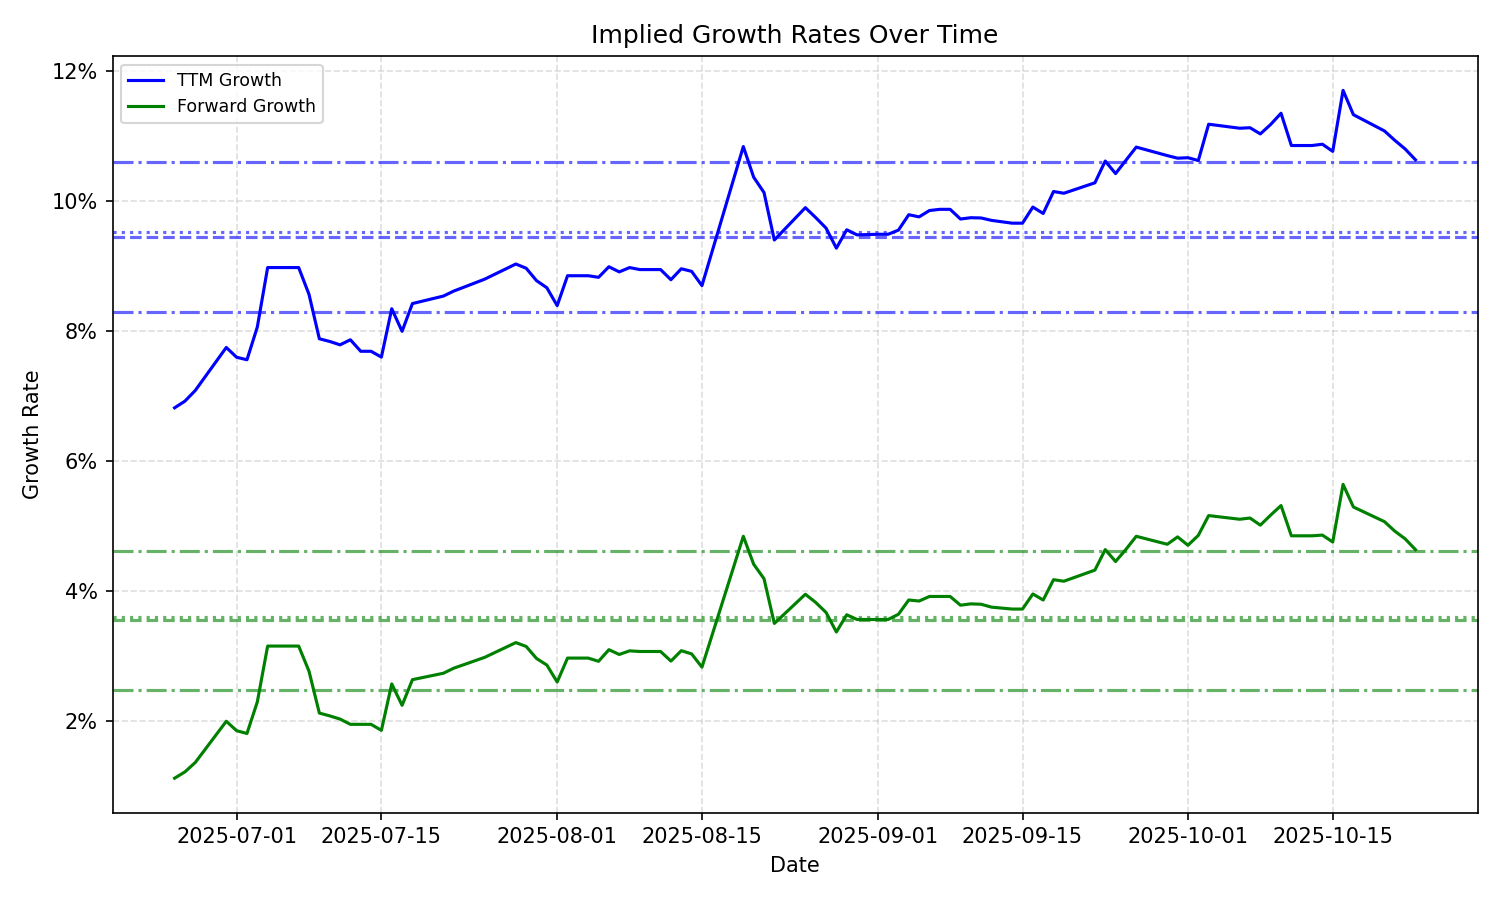 Implied Growth Rates Over Time
TTM Growth
Forward Growth
12%
10%
8%
6%
4%
2%
Growth Rate
2025-07-01
2025-07-15
2025-08-01
2025-08-15
2025-09-01
2025-09-15
2025-10-01
2025-10-15
Date